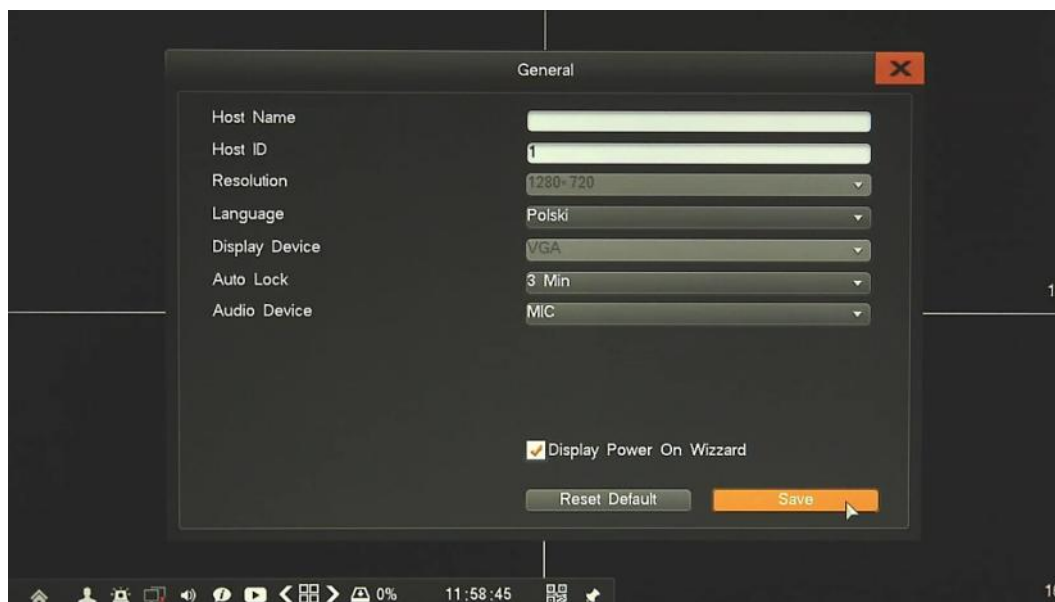 General
Host Name
Host ID 1
Resolution 1280×720
Language Polski
Display Device VGA
Auto Lock 3 Min
Audio Device MIC
Display Power On Wizzard
Reset Default Save
0% 11:58:45